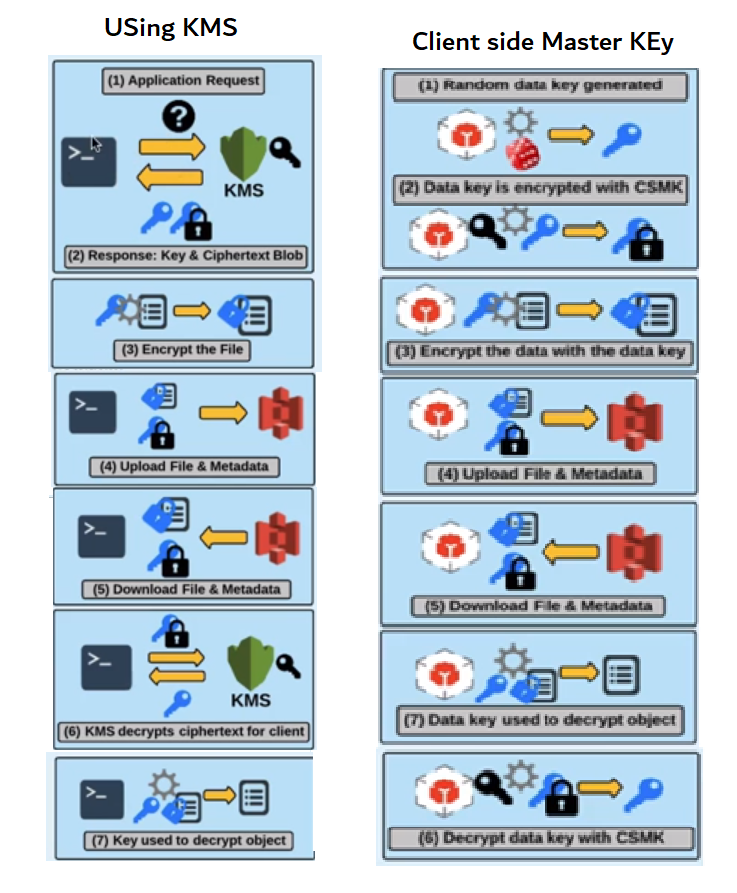 USing KMS
(1) Application Request
?
>_
KMS
(2) Response: Key & Ciphertext Blob
(3) Encrypt the File
>_
(4) Upload File & Metadata
>_
(5) Download File & Metadata
>_
KMS
(6) KMS decrypts ciphertext for client
>_
(7) Key used to decrypt object
Client side Master KEy
(1) Random data key generated
(2) Data key is encrypted with CSMK
(3) Encrypt the data with the data key
(4) Upload File & Metadata
(5) Download File & Metadata
(7) Data key used to decrypt object
(6) Decrypt data key with CSMK